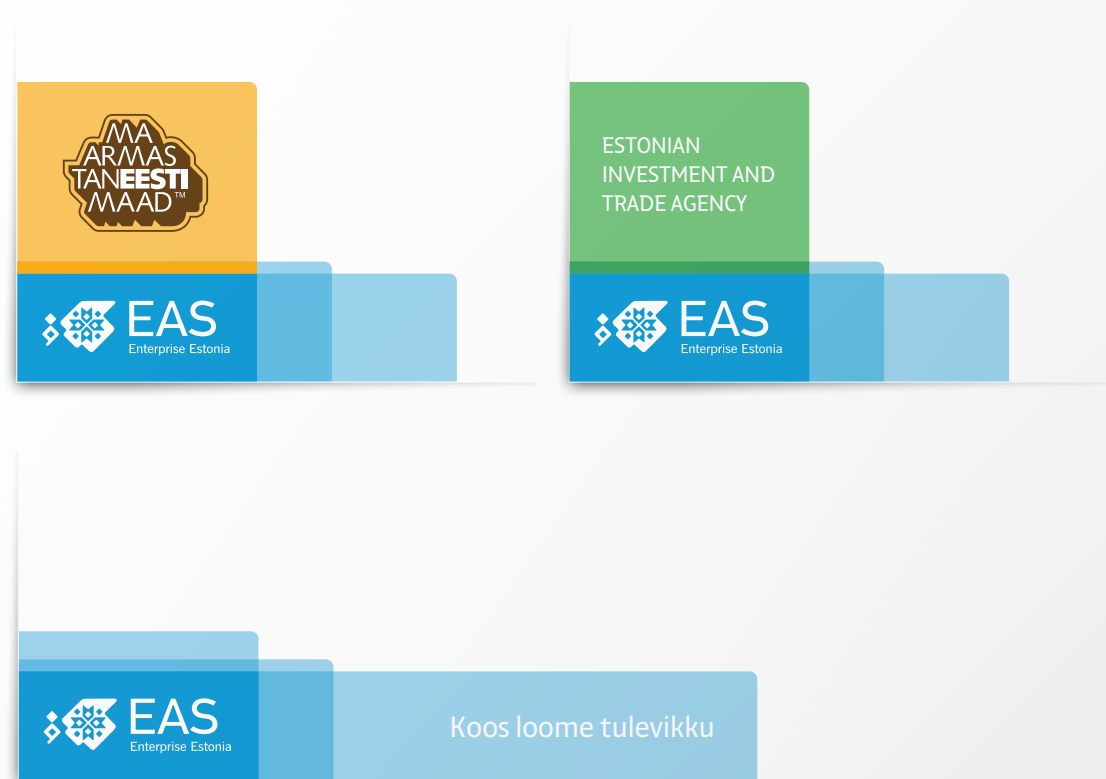 MA
ARMAS
TANEESTI
MAAD™
EAS
Enterprise Estonia
ESTONIAN
INVESTMENT AND
TRADE AGENCY
EAS
Enterprise Estonia
EAS
Enterprise Estonia
Koos loome tulevikku